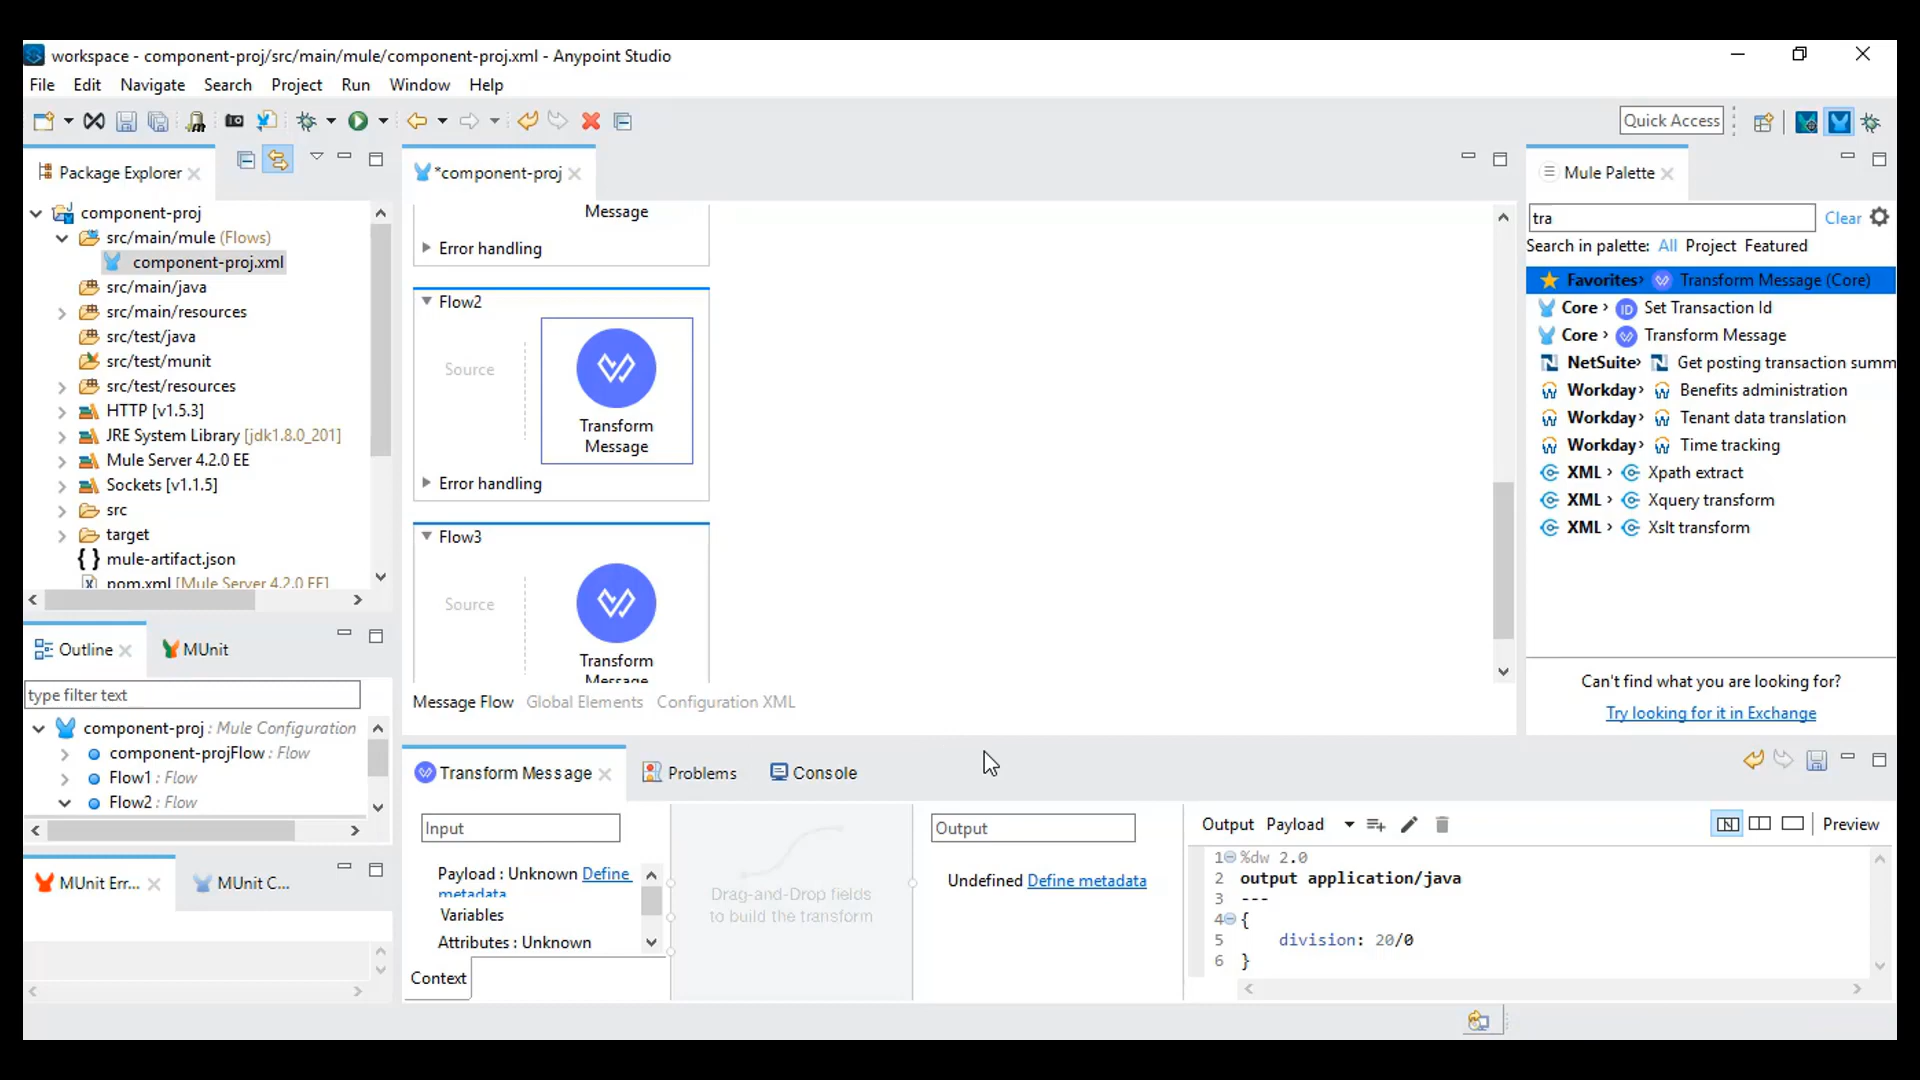 workspace - component-proj/src/main/mule/component-proj.xml - Anypoint Studio
File Edit Navigate Search Project Run Window Help
Quick Access
Package Explorer
component-proj
src/main/mule (Flows)
component-proj.xml
src/main/java
src/main/resources
src/test/java
src/test/munit
src/test/resources
HTTP [v1.5.3]
JRE System Library [jdk1.8.0_201]
Mule Server 4.2.0 EE
Sockets [v1.1.5]
src
target
mule-artifact.json
pom.xml [Mule Server 4.2.0 EE]
Outline MUnit
type filter text
component-proj : Mule Configuration
component-projFlow : Flow
Flow1 : Flow
Flow2 : Flow
MUnit Err... MUnit C...
*component-proj
Message
Error handling
Flow2
Source
Transform
Message
Error handling
Flow3
Source
Transform
Message
Message Flow Global Elements Configuration XML
Mule Palette
tra Clear
Search in palette: All Project Featured
Favorites> Transform Message (Core)
Core > ID Set Transaction Id
Core > Transform Message
NetSuite> N Get posting transaction summ
Workday> Benefits administration
Workday> Tenant data translation
Workday> Time tracking
XML > Xpath extract
XML > Xquery transform
XML > Xslt transform
Can't find what you are looking for?
Try looking for it in Exchange
Transform Message Problems Console
Input
Payload : Unknown Define
metadata
Variables
Attributes : Unknown
Context
Drag-and-Drop fields
to build the transform
Output
Undefined Define metadata
Output Payload Preview
1 %dw 2.0
2 output application/java
3 ---
4 {
5 division: 20/0
6 }